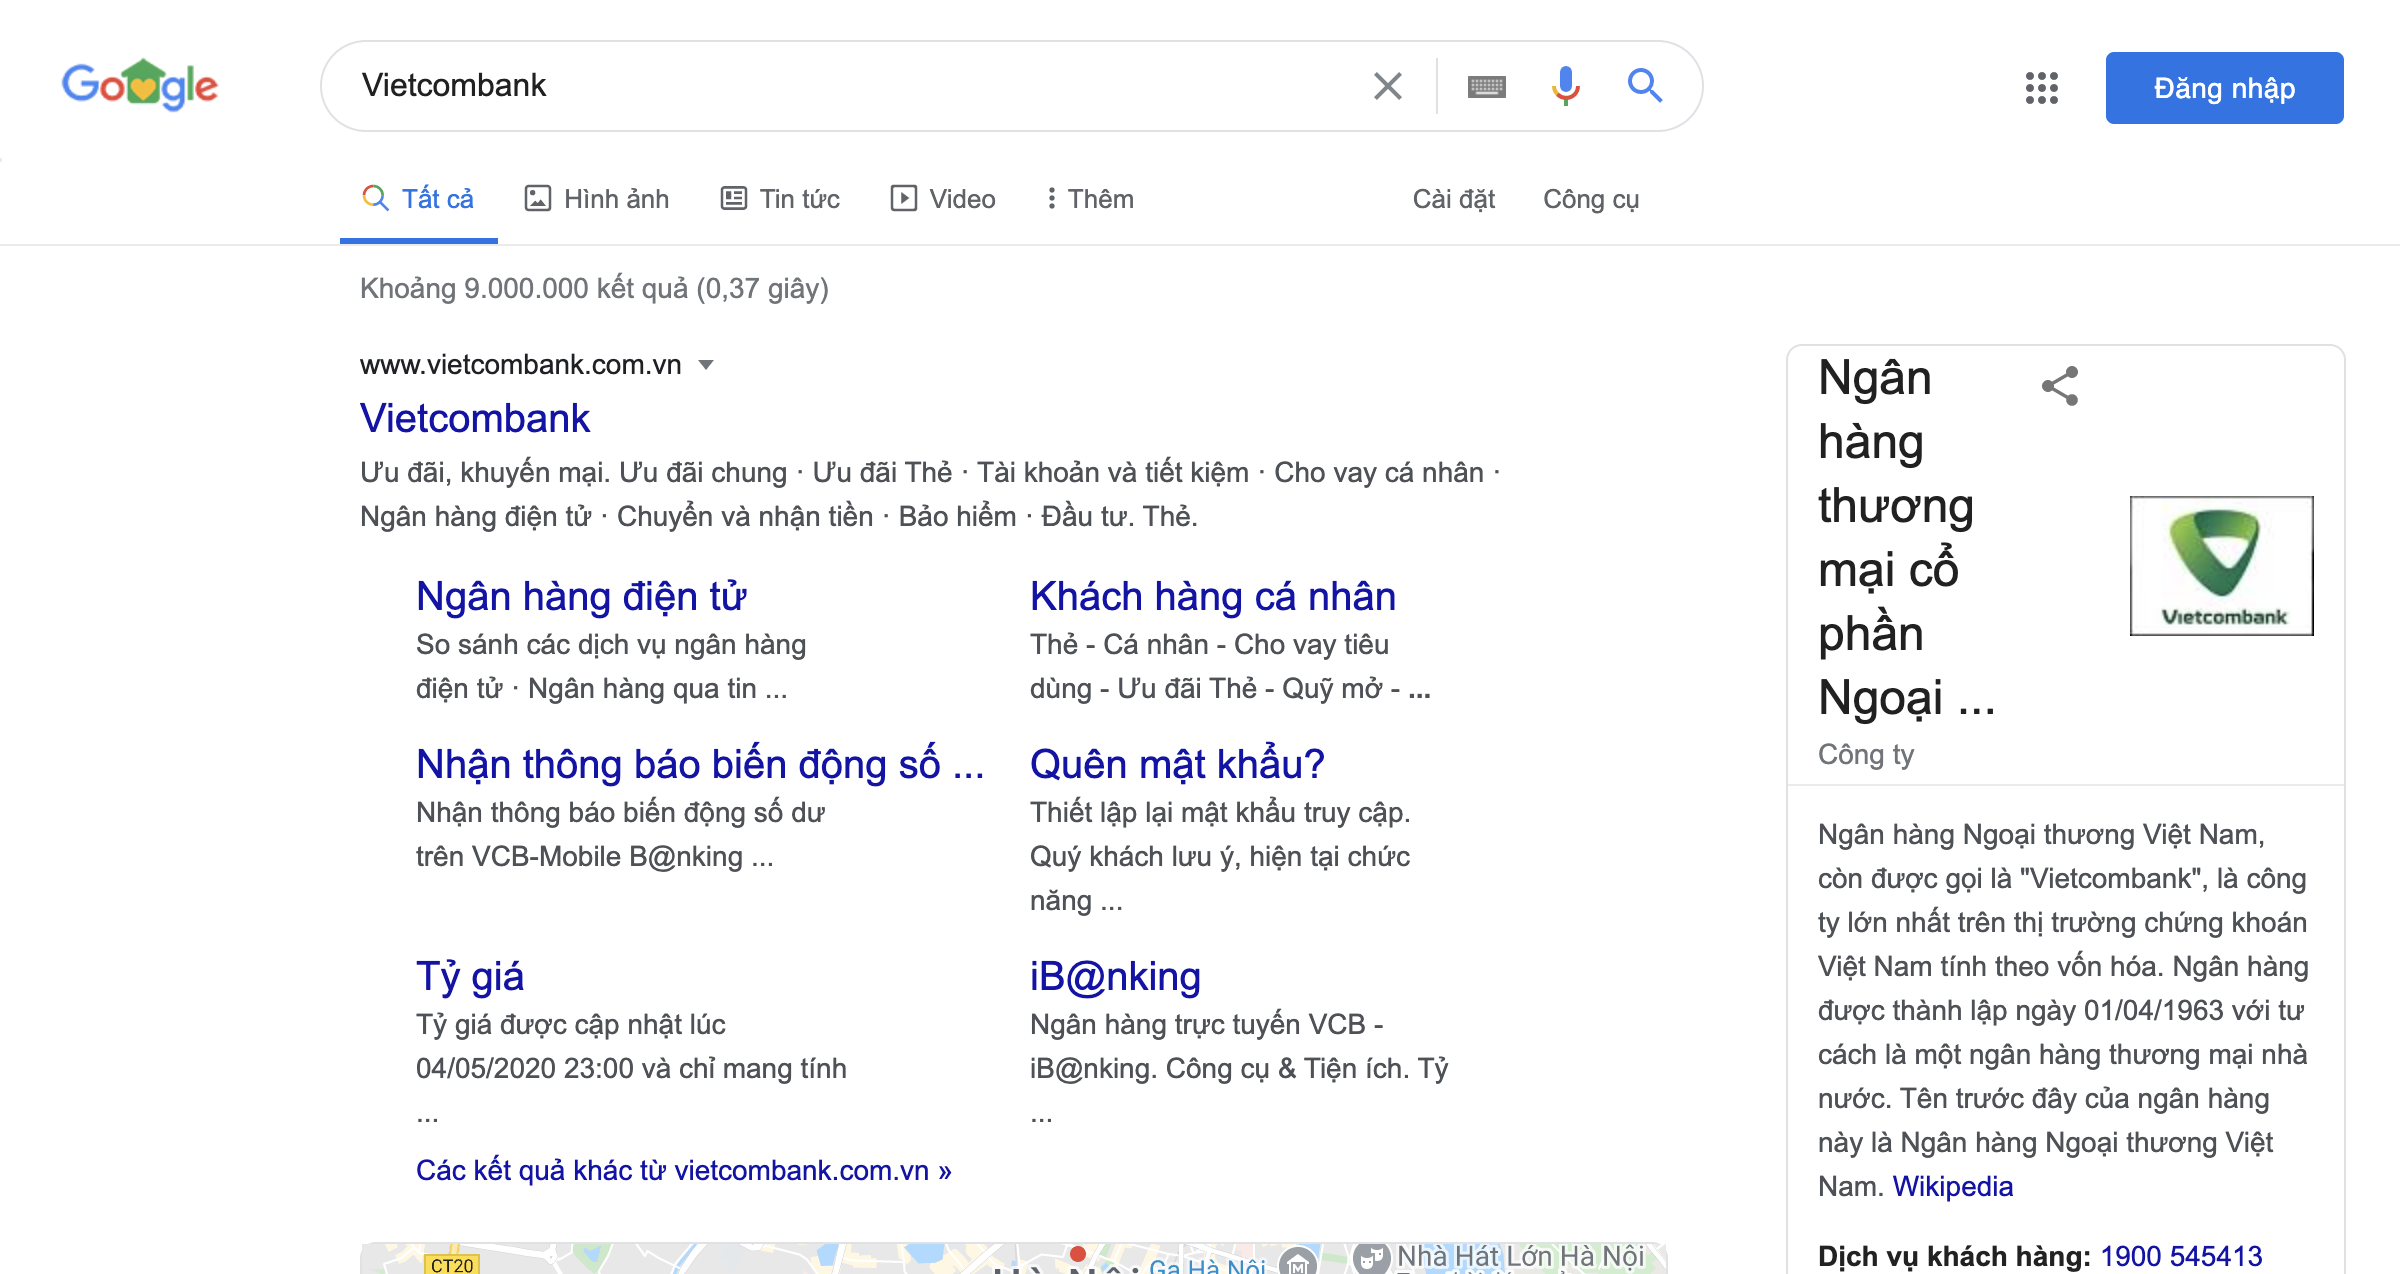 Google
Vietcombank
Đăng nhập
Tất cả
Hình ảnh
Tin tức
Video
Thêm
Cài đặt
Công cụ
Khoảng 9.000.000 kết quả (0,37 giây)
www.vietcombank.com.vn
Vietcombank
Ưu đãi, khuyến mại. Ưu đãi chung · Ưu đãi Thẻ · Tài khoản và tiết kiệm · Cho vay cá nhân ·
Ngân hàng điện tử · Chuyển và nhận tiền · Bảo hiểm · Đầu tư. Thẻ.
Ngân hàng điện tử
So sánh các dịch vụ ngân hàng
điện tử · Ngân hàng qua tin ...
Khách hàng cá nhân
Thẻ - Cá nhân - Cho vay tiêu
dùng - Ưu đãi Thẻ - Quỹ mở - ...
Nhận thông báo biến động số ...
Nhận thông báo biến động số dư
trên VCB-Mobile B@nking ...
Quên mật khẩu?
Thiết lập lại mật khẩu truy cập.
Quý khách lưu ý, hiện tại chức
năng ...
Tỷ giá
Tỷ giá được cập nhật lúc
04/05/2020 23:00 và chỉ mang tính
...
iB@nking
Ngân hàng trực tuyến VCB -
iB@nking. Công cụ & Tiện ích. Tỷ
...
Các kết quả khác từ vietcombank.com.vn »
CT20
Hà Nội
Ga Hà Nội
Nhà Hát Lớn Hà Nội
Ngân
hàng
thương
mại cổ
phần
Ngoại ...
Vietcombank
Công ty
Ngân hàng Ngoại thương Việt Nam,
còn được gọi là "Vietcombank", là công
ty lớn nhất trên thị trường chứng khoán
Việt Nam tính theo vốn hóa. Ngân hàng
được thành lập ngày 01/04/1963 với tư
cách là một ngân hàng thương mại nhà
nước. Tên trước đây của ngân hàng
này là Ngân hàng Ngoại thương Việt
Nam. Wikipedia
Dịch vụ khách hàng: 1900 545413